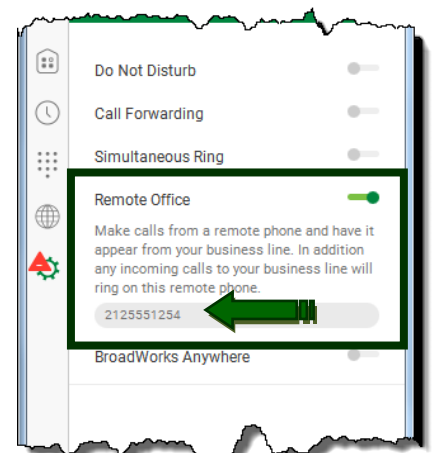 Do Not Disturb
Call Forwarding
Simultaneous Ring
Remote Office
Make calls from a remote phone and have it
appear from your business line. In addition
any incoming calls to your business line will
ring on this remote phone.
2125551254
BroadWorks Anywhere